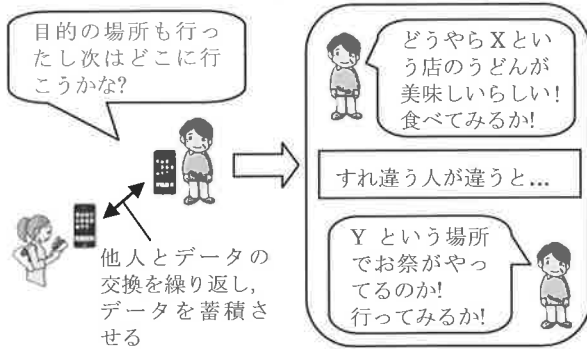 目的の場所も行っ
たし次はどこに行
こうかな?
他人とデータの
交換を繰り返し,
データを蓄積さ
せる
どうやら X とい
う店のうどんが
美味しいらしい!
食べてみるか!
すれ違う人が違うと…
Y という場所
でお祭がやっ
てるのか!
行ってみるか!